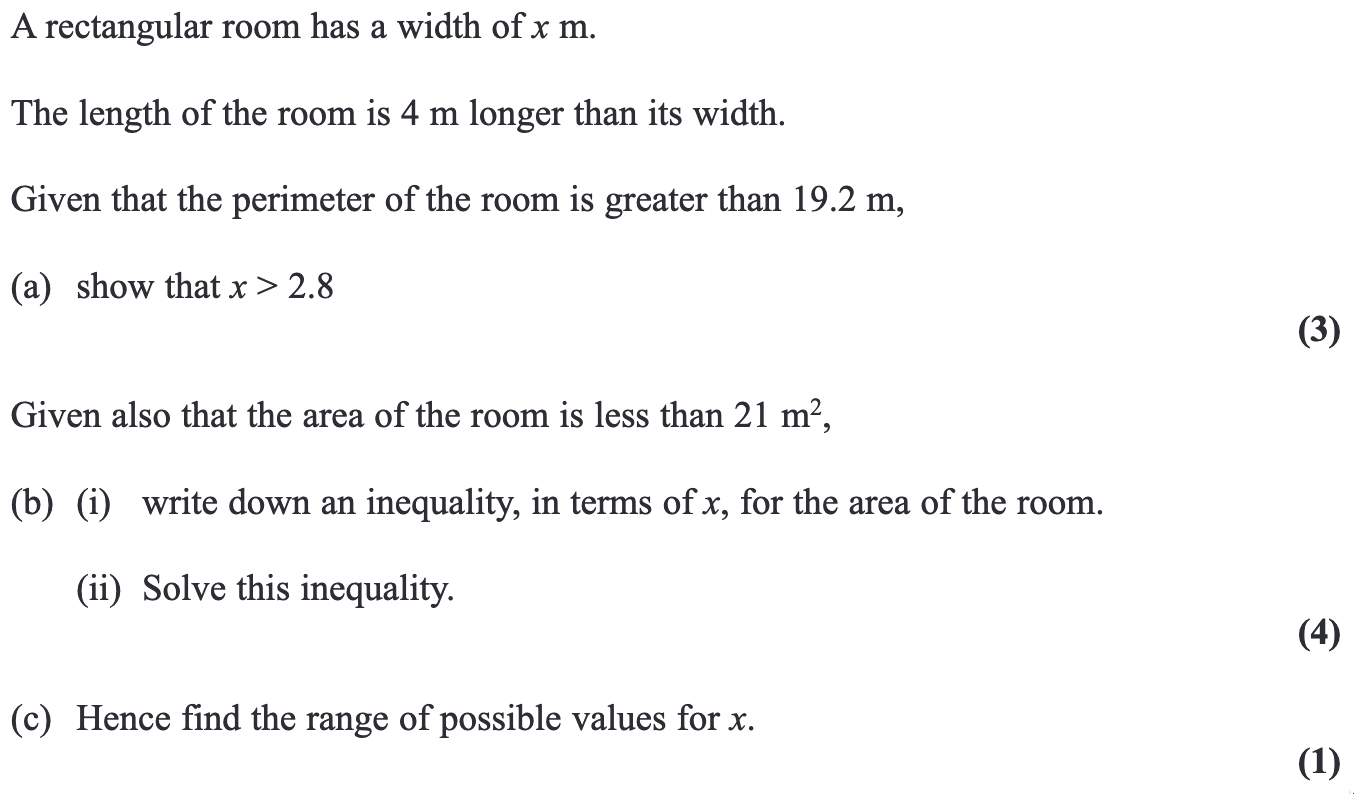 A rectangular room has a width of x m.
The length of the room is 4 m longer than its width.
Given that the perimeter of the room is greater than 19.2 m,
(a) show that x > 2.8
(3)
Given also that the area of the room is less than 21 m²,
(b) (i) write down an inequality, in terms of x, for the area of the room.
(ii) Solve this inequality.
(4)
(c) Hence find the range of possible values for x.
(1)